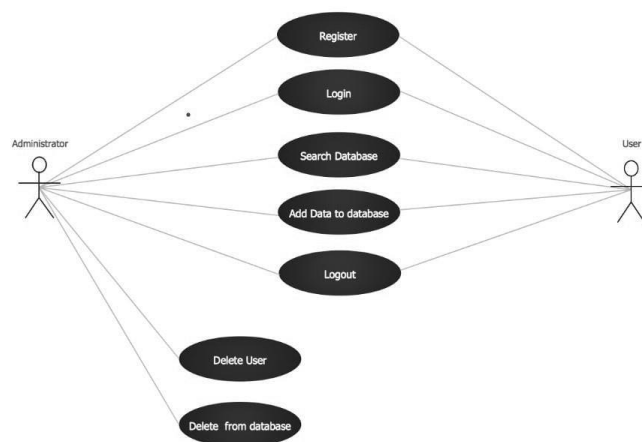 Register
Login
Administrator
User
Search Database
Add Data to database
Logout
Delete User
Delete from database